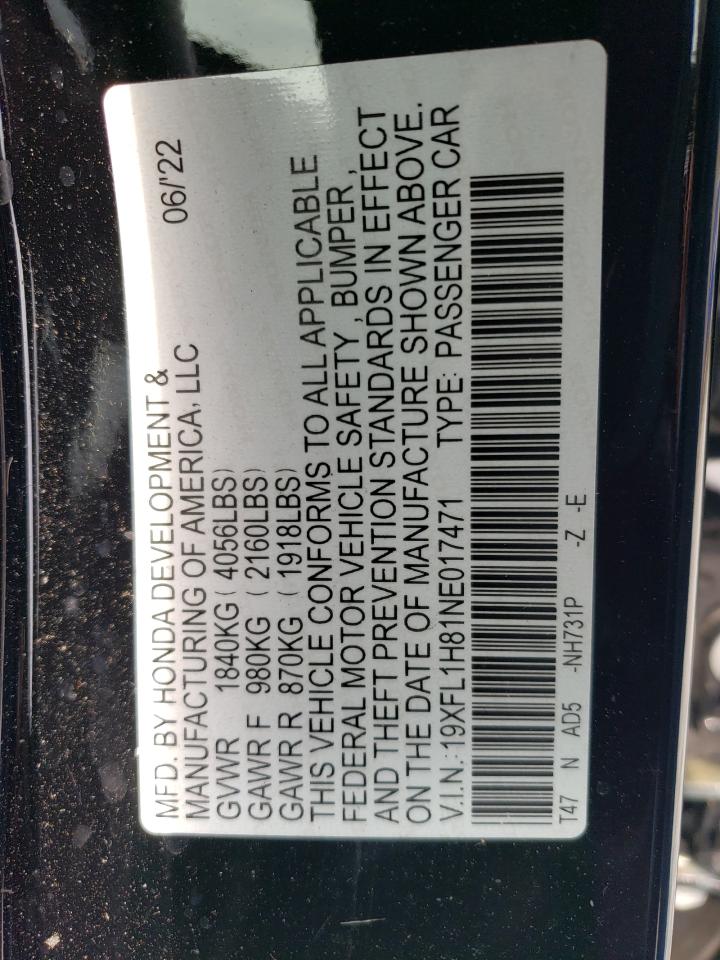 MFD. BY HONDA DEVELOPMENT &
MANUFACTURING OF AMERICA, LLC 06/'22
GVWR 1840KG ( 4056LBS)
GAWR F 980KG ( 2160LBS)
GAWR R 870KG ( 1918LBS)
THIS VEHICLE CONFORMS TO ALL APPLICABLE
FEDERAL MOTOR VEHICLE SAFETY , BUMPER ,
AND THEFT PREVENTION STANDARDS IN EFFECT
ON THE DATE OF MANUFACTURE SHOWN ABOVE.
V.I.N.:19XFL1H81NE017471 TYPE: PASSENGER CAR
T47 N AD5 -NH731P -Z -E